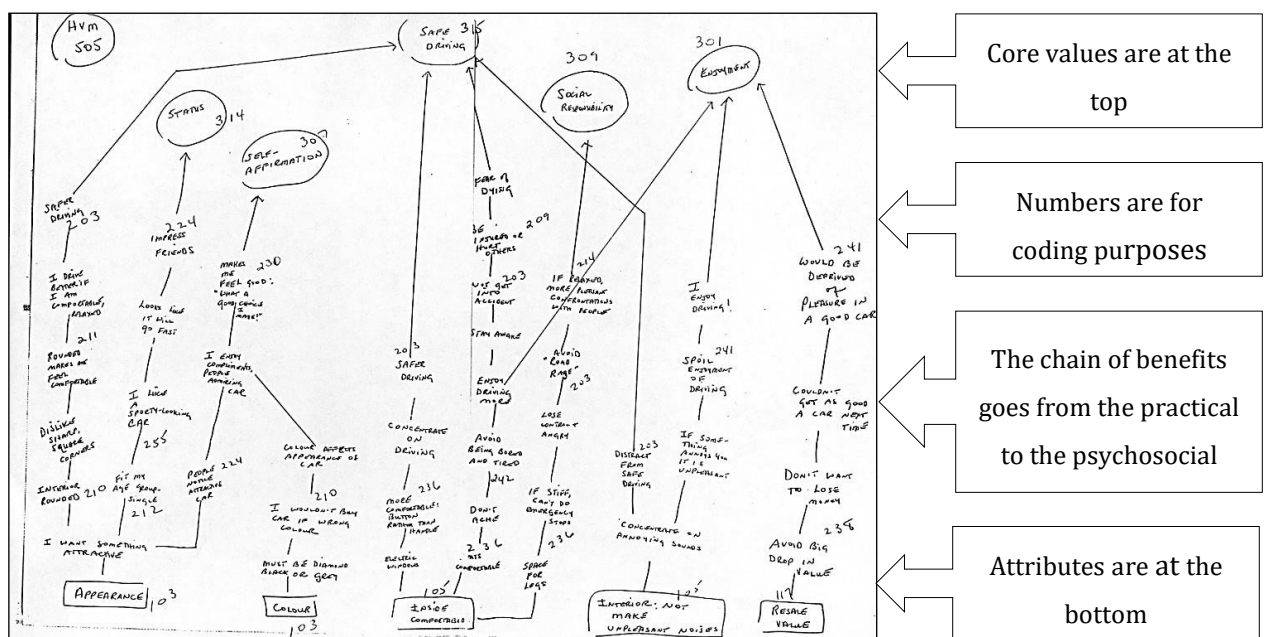 HVM
505
SAFE 315
DRIVING
309
SOCIAL
RESPONSIBILITY
301
ENJOYMENT
STATUS
314
SELF-
AFFIRMATION
SAFER
DRIVING
203
I DRIVE
BETTER IF
I AM
COMFORTABLE,
RELAXED
211
ROUNDED
MAKES ME
FEEL
COMFORTABLE
DISLIKE
SHARP,
SQUARE
CORNERS
INTERIOR
ROUNDED 210
I WANT SOMETHING
ATTRACTIVE
APPEARANCE
103
224
IMPRESS
FRIENDS
LOOKS LIKE
IT WILL
GO FAST
I LIKE
A
SPORTY-LOOKING
CAR
255
FIT MY
AGE GROUP,
SINGLE
212
230
MAKES
ME
FEEL GOOD:
"WHAT A
GOOD CHOICE
I
MADE!"
I ENJOY
COMPLIMENTS,
PEOPLE
ADMIRING
CAR
PEOPLE 224
NOTICE
ATTRACTIVE
CAR
COLOUR AFFECTS
APPEARANCE OF
CAR
210
I WOULDN'T BUY
CAR IF WRONG
COLOUR
MUST BE DIAMOND
BLACK OR GREY
COLOUR
103
203
SAFER
DRIVING
CONCENTRATE
ON
DRIVING
236
MORE
COMFORTABLE:
BUTTON
RATHER THAN
HANDLE
ELECTRIC
WINDOWS
105
INSIDE
COMFORTABLE
FEAR OF
DYING
BE 209
INJURED OR
HURT
OTHERS
NOT GET 203
INTO
ACCIDENT
STAY AWAKE
ENJOY
DRIVING
MORE
AVOID
BEING BORED
AND TIRED
242
DON'T
ACHE
236
COMFORTABLE
214
IF RELAXED,
MORE PLEASANT
CONFRONTATIONS
WITH PEOPLE
AVOID
"ROAD
RAGE"
203
LOSE
CONTROL
ANGRY
IF STIFF,
CAN'T DO
EMERGENCY
STOPS
236
SPACE
FOR
LEGS
203
DISTRACT
FROM
SAFE
DRIVING
CONCENTRATE ON
ANNOYING SOUNDS
105
INTERIOR: NOT
MAKE
UNPLEASANT NOISES
I
ENJOY
DRIVING!
241
SPOIL
ENJOYMENT
OF
DRIVING
IF SOME-
THING
ANNOYS YOU
IT IS
UNPLEASANT
241
WOULD BE
DEPRIVED
OF
PLEASURE IN
A GOOD CAR
COULDN'T
GET AS GOOD
A CAR NEXT
TIME
DON'T WANT
TO LOSE
MONEY
238
AVOID BIG
DROP IN
VALUE
RESALE
VALUE
Core values are at the
top
Numbers are for
coding purposes
The chain of benefits
goes from the practical
to the psychosocial
Attributes are at the
bottom